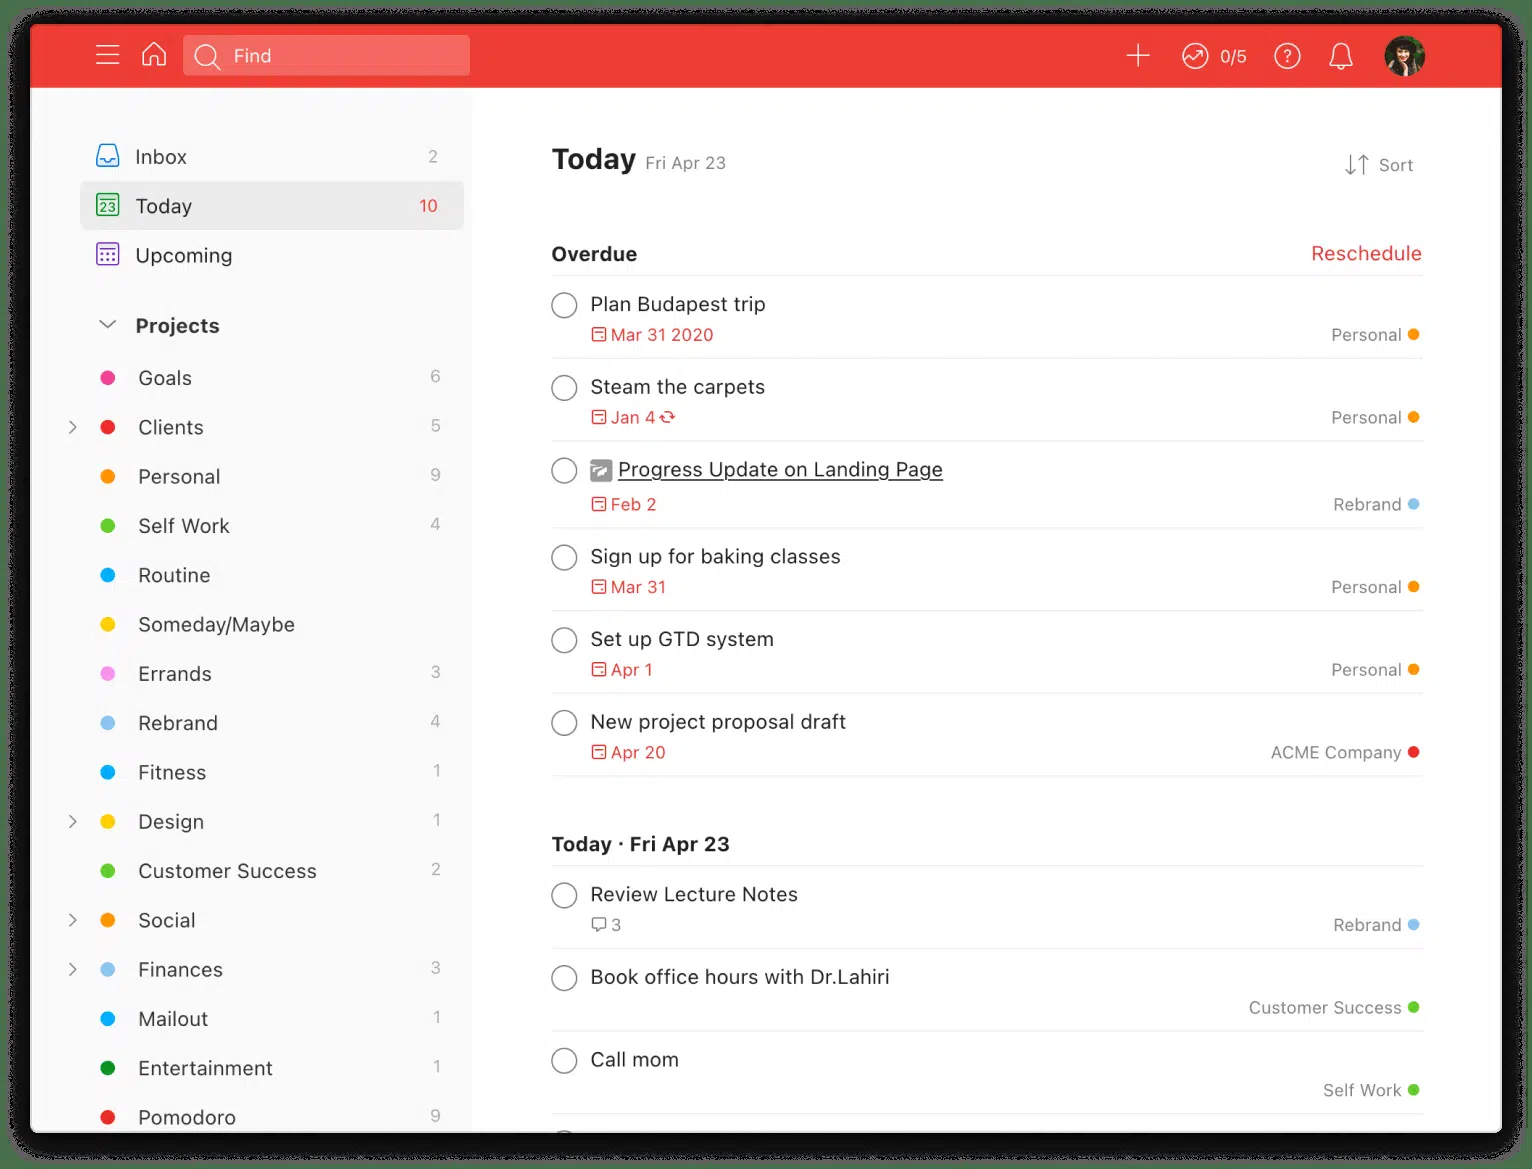 Find
0/5
?
Inbox 2
23 Today 10
Upcoming
Projects
Goals 6
Clients 5
Personal 9
Self Work 4
Routine
Someday/Maybe
Errands 3
Rebrand 4
Fitness 1
Design 1
Customer Success 2
Social
Finances 3
Mailout 1
Entertainment 1
Pomodoro 9
Today Fri Apr 23
Sort
Overdue Reschedule
Plan Budapest trip
Mar 31 2020 Personal
Steam the carpets
Jan 4 Personal
Progress Update on Landing Page
Feb 2 Rebrand
Sign up for baking classes
Mar 31 Personal
Set up GTD system
Apr 1 Personal
New project proposal draft
Apr 20 ACME Company
Today · Fri Apr 23
Review Lecture Notes
3 Rebrand
Book office hours with Dr.Lahiri
Customer Success
Call mom
Self Work